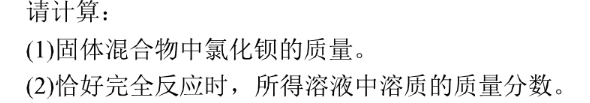 请计算：
(1)固体混合物中氯化钡的质量。
(2)恰好完全反应时，所得溶液中溶质的质量分数。